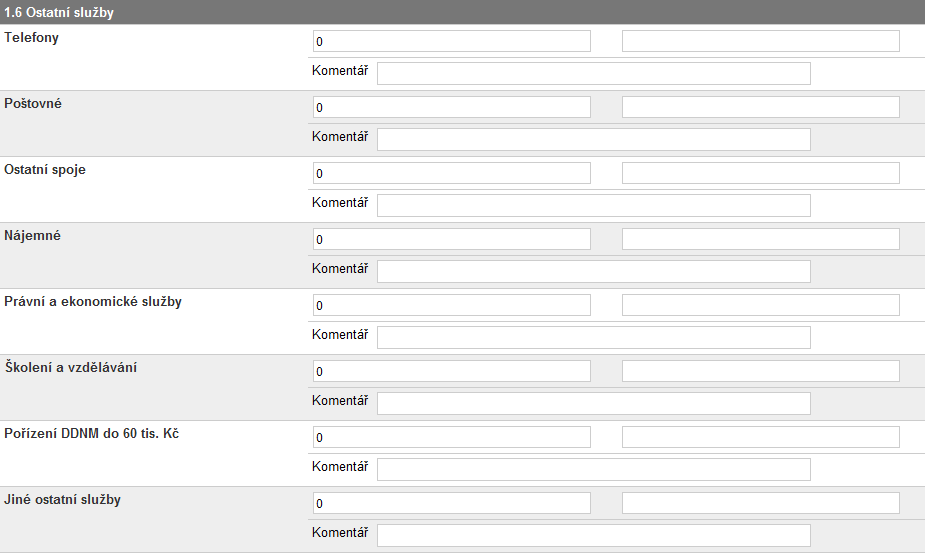 1.6 Ostatní služby
Telefony 0
Komentář
Poštovné 0
Komentář
Ostatní spoje 0
Komentář
Nájemné 0
Komentář
Právní a ekonomické služby 0
Komentář
Školení a vzdělávání 0
Komentář
Pořízení DDNM do 60 tis. Kč 0
Komentář
Jiné ostatní služby 0
Komentář